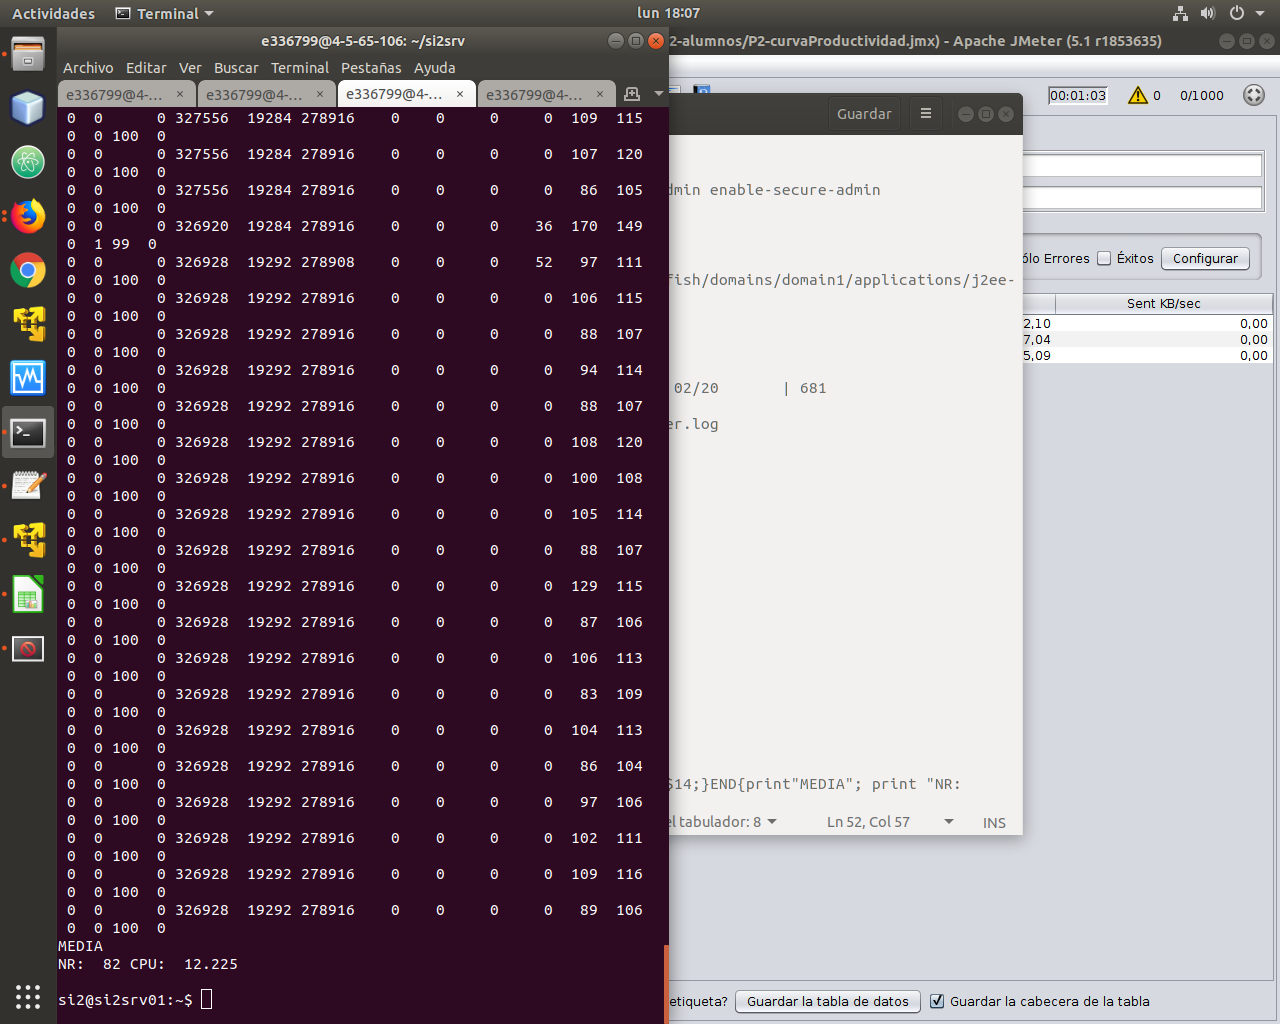 Actividades Terminal lun 18:07
e336799@4-5-65-106: ~/si2srv
Archivo Editar Ver Buscar Terminal Pestañas Ayuda
e336799@4-... × e336799@4-... × e336799@4-... × e336799@4-... ×
0 0 0 327556 19284 278916 0 0 0 0 109 115
0 0 100 0
0 0 0 327556 19284 278916 0 0 0 0 107 120
0 0 100 0
0 0 0 327556 19284 278916 0 0 0 0 86 105
0 0 100 0
0 0 0 326920 19284 278916 0 0 0 36 170 149
0 1 99 0
0 0 0 326928 19292 278908 0 0 0 52 97 111
0 0 100 0
0 0 0 326928 19292 278916 0 0 0 0 106 115
0 0 100 0
0 0 0 326928 19292 278916 0 0 0 0 88 107
0 0 100 0
0 0 0 326928 19292 278916 0 0 0 0 94 114
0 0 100 0
0 0 0 326928 19292 278916 0 0 0 0 88 107
0 0 100 0
0 0 0 326928 19292 278916 0 0 0 0 108 120
0 0 100 0
0 0 0 326928 19292 278916 0 0 0 0 100 108
0 0 100 0
0 0 0 326928 19292 278916 0 0 0 0 105 114
0 0 100 0
0 0 0 326928 19292 278916 0 0 0 0 88 107
0 0 100 0
0 0 0 326928 19292 278916 0 0 0 0 129 115
0 0 100 0
0 0 0 326928 19292 278916 0 0 0 0 87 106
0 0 100 0
0 0 0 326928 19292 278916 0 0 0 0 106 113
0 0 100 0
0 0 0 326928 19292 278916 0 0 0 0 83 109
0 0 100 0
0 0 0 326928 19292 278916 0 0 0 0 104 113
0 0 100 0
0 0 0 326928 19292 278916 0 0 0 0 86 104
0 0 100 0
0 0 0 326928 19292 278916 0 0 0 0 97 106
0 0 100 0
0 0 0 326928 19292 278916 0 0 0 0 102 111
0 0 100 0
0 0 0 326928 19292 278916 0 0 0 0 109 116
0 0 100 0
0 0 0 326928 19292 278916 0 0 0 0 89 106
0 0 100 0
MEDIA
NR: 82 CPU: 12.225
si2@si2srv01:~$
2-alumnos/P2-curvaProductividad.jmx) - Apache JMeter (5.1 r1853635)
00:01:03 0 0/1000
Guardar
dmin enable-secure-admin
fish/domains/domain1/applications/j2ee-
02/20 | 681
er.log
$14;}END{print"MEDIA"; print "NR:
el tabulador: 8 Ln 52, Col 57 INS
ólo Errores Éxitos Configurar
Sent KB/sec
2,10 0,00
7,04 0,00
5,09 0,00
etiqueta? Guardar la tabla de datos Guardar la cabecera de la tabla